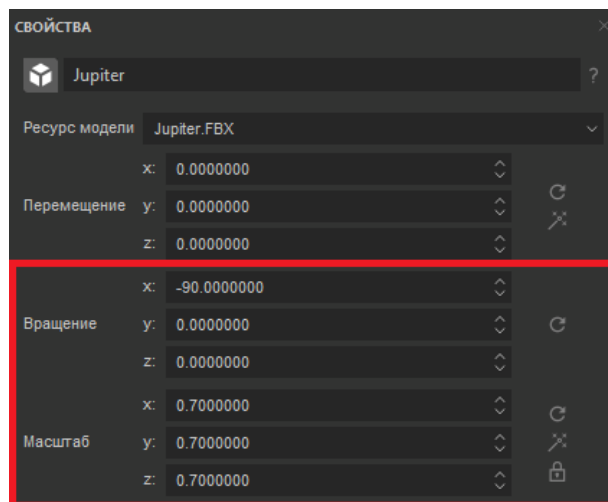 СВОЙСТВА
Jupiter ?
Ресурс модели Jupiter.FBX
x: 0.0000000
Перемещение y: 0.0000000
z: 0.0000000
x: -90.0000000
Вращение y: 0.0000000
z: 0.0000000
x: 0.7000000
Масштаб y: 0.7000000
z: 0.7000000